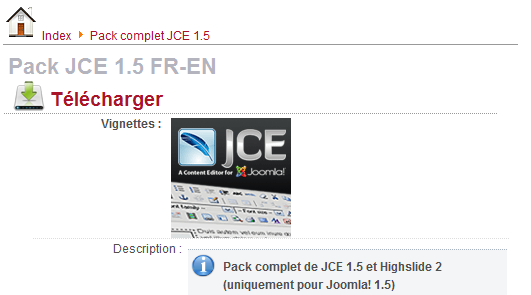 Index Pack complet JCE 1.5
Pack JCE 1.5 FR-EN
Télécharger
Vignettes :
JCE
A Content Editor for Joomla!
Description :
Pack complet de JCE 1.5 et Highslide 2
(uniquement pour Joomla! 1.5)